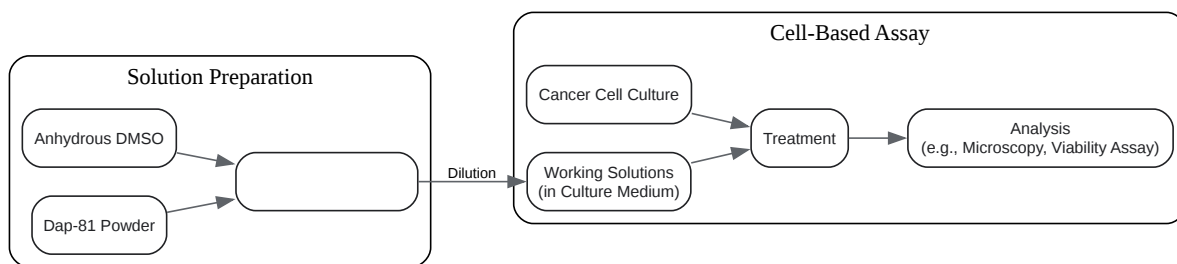 Solution Preparation
Anhydrous DMSO
Dap-81 Powder
Dilution
Cell-Based Assay
Cancer Cell Culture
Working Solutions
(in Culture Medium)
Treatment
Analysis
(e.g., Microscopy, Viability Assay)